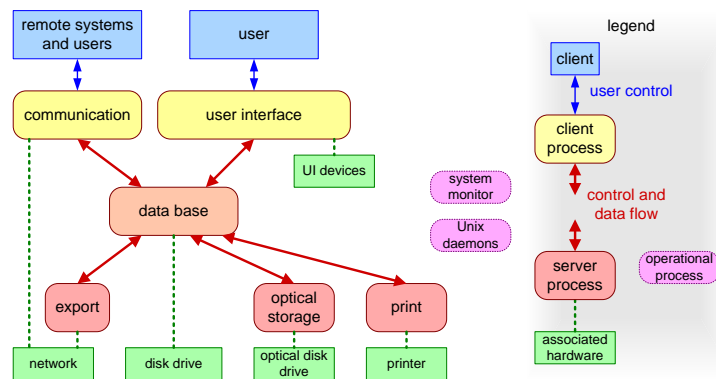 remote systems
and users
user
communication
user interface
UI devices
data base
system
monitor
Unix
daemons
export
optical
storage
print
network
disk drive
optical disk
drive
printer
legend
client
user control
client
process
control and
data flow
server
process
operational
process
associated
hardware